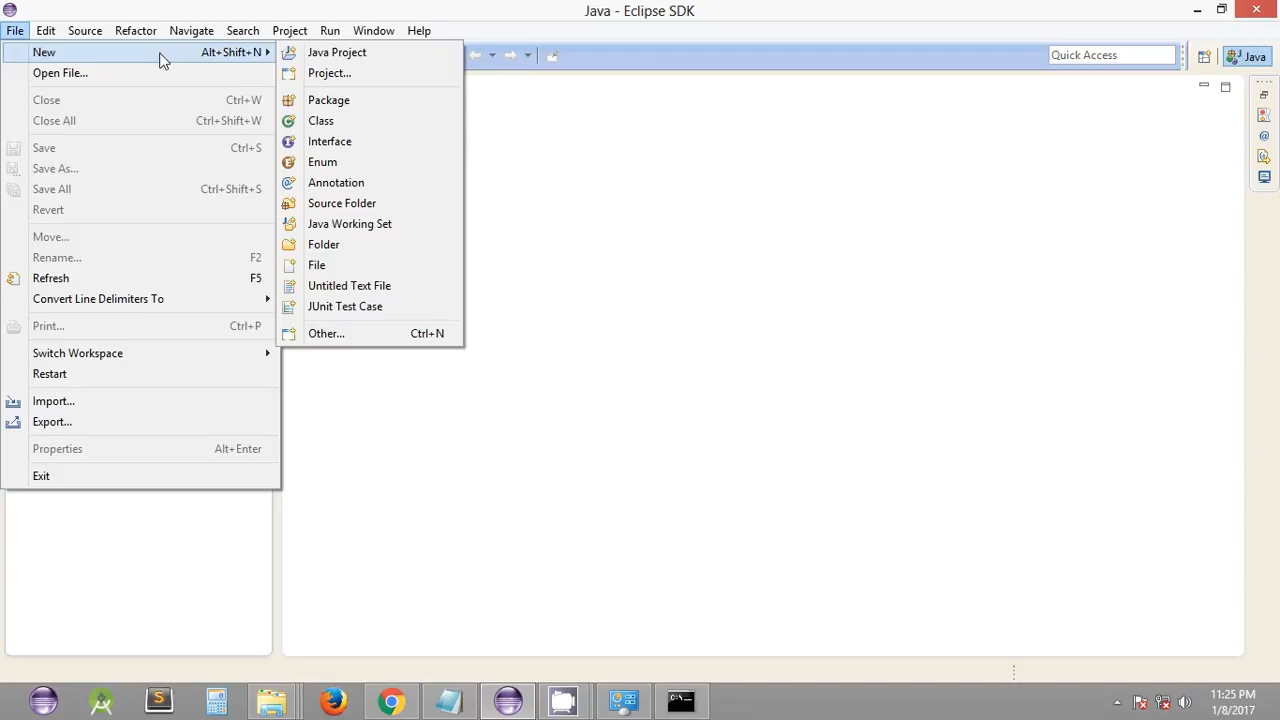 Java - Eclipse SDK
File Edit Source Refactor Navigate Search Project Run Window Help
New Alt+Shift+N
Open File...
Close Ctrl+W
Close All Ctrl+Shift+W
Save Ctrl+S
Save As...
Save All Ctrl+Shift+S
Revert
Move...
Rename... F2
Refresh F5
Convert Line Delimiters To
Print... Ctrl+P
Switch Workspace
Restart
Import...
Export...
Properties Alt+Enter
Exit
Java Project
Project...
Package
Class
Interface
Enum
Annotation
Source Folder
Java Working Set
Folder
File
Untitled Text File
JUnit Test Case
Other... Ctrl+N
Quick Access
Java
11:25 PM
1/8/2017